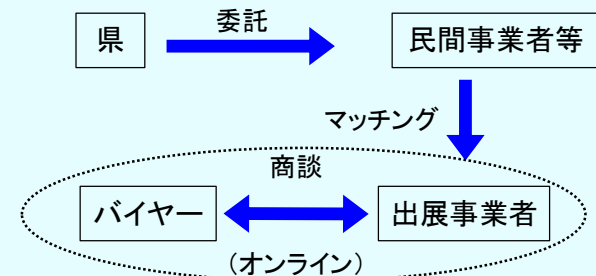 委託
県
民間事業者等
マッチング
商談
バイヤー
出展事業者
（オンライン）